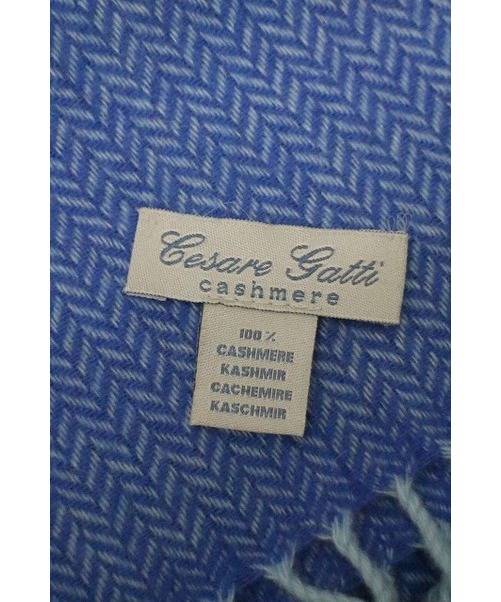 Cesare Gatti
cashmere
100 %
CASHMERE
KASHMIR
CACHEMIRE
KASCHMIR